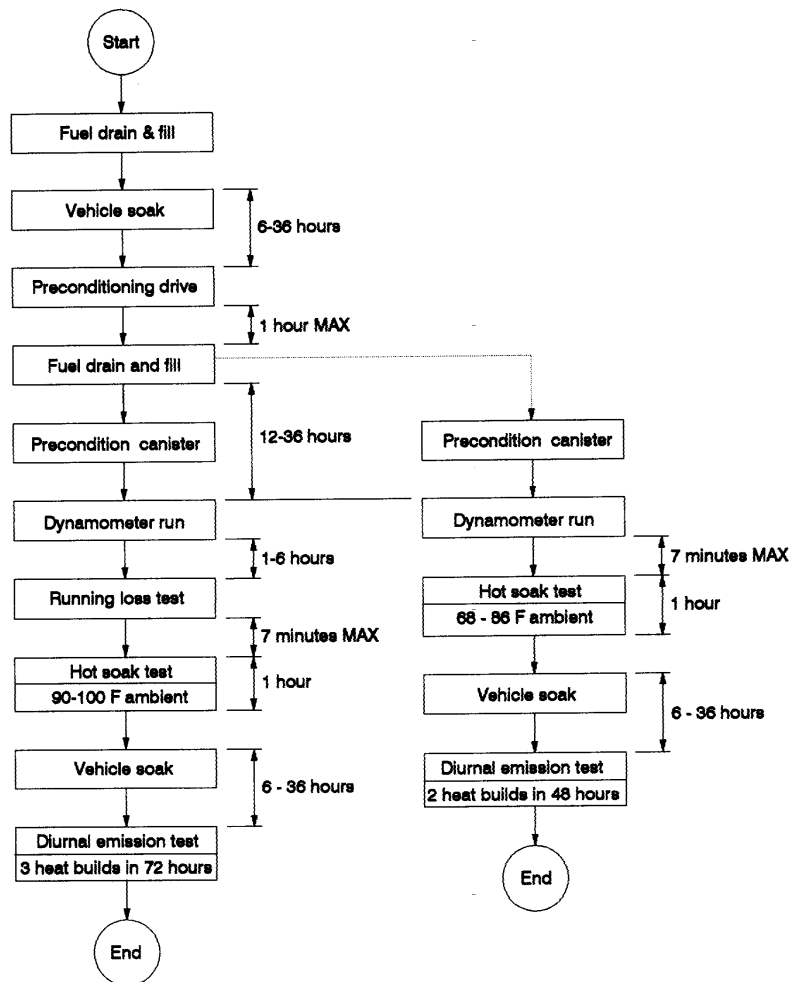 Start
Fuel drain & fill
Vehicle soak
6-36 hours
Preconditioning drive
1 hour MAX
Fuel drain and fill
12-36 hours
Precondition canister
Dynamometer run
1-6 hours
Running loss test
7 minutes MAX
Hot soak test
90-100 F ambient
1 hour
Vehicle soak
6 - 36 hours
Diurnal emission test
3 heat builds in 72 hours
End
Precondition canister
Dynamometer run
7 minutes MAX
Hot soak test
68 - 86 F ambient
1 hour
Vehicle soak
6 - 36 hours
Diurnal emission test
2 heat builds in 48 hours
End